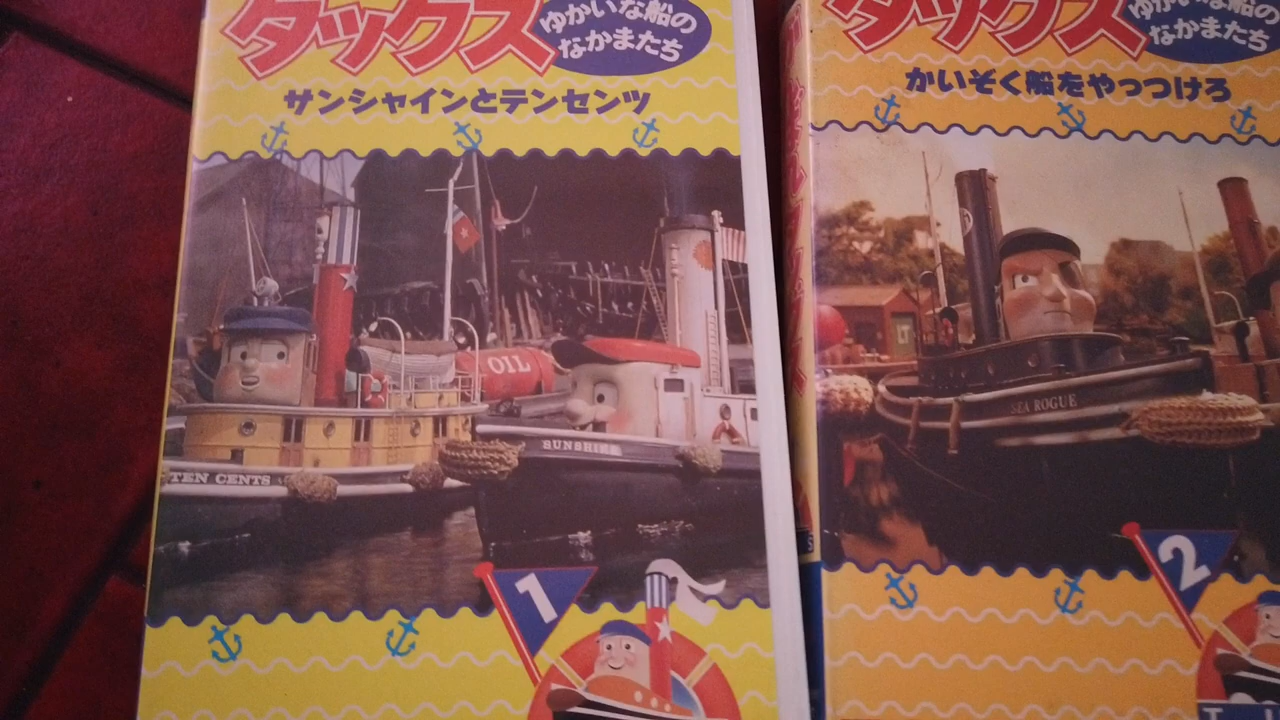 タックス
ゆかいな船の
なかまたち
サンシャインとテンセンツ
OIL
TEN CENTS
SUNSHINE
1
タックス
ゆかいな船の
なかまたち
かいぞく船をやっつけろ
SEA ROGUE
2